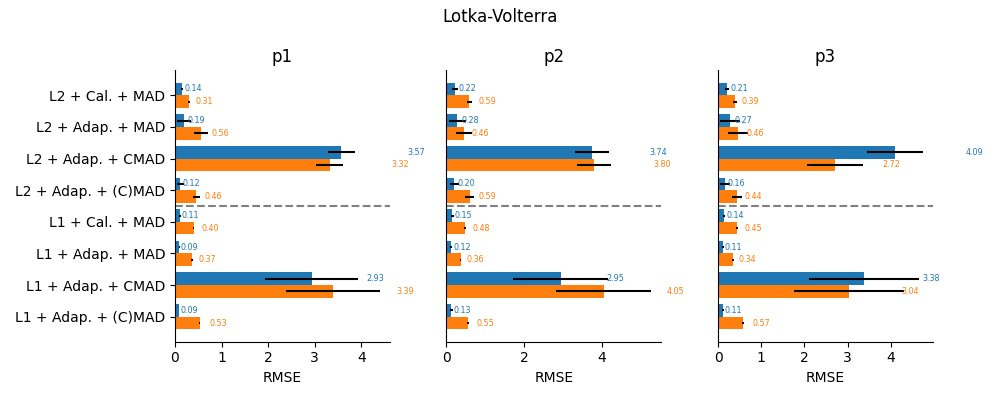 Lotka-Volterra
p1
p2
p3
L2 + Cal. + MAD
0.14
0.31
0.22
0.59
0.21
0.39
L2 + Adap. + MAD
0.19
0.56
0.28
0.46
0.27
0.46
L2 + Adap. + CMAD
3.57
3.32
3.74
3.80
4.09
2.72
L2 + Adap. + (C)MAD
0.12
0.46
0.20
0.59
0.16
0.44
L1 + Cal. + MAD
0.11
0.40
0.15
0.48
0.14
0.45
L1 + Adap. + MAD
0.09
0.37
0.12
0.36
0.11
0.34
L1 + Adap. + CMAD
2.93
3.39
2.95
4.05
3.38
3.04
L1 + Adap. + (C)MAD
0.09
0.53
0.13
0.55
0.11
0.57
0 1 2 3 4
0 2 4
0 1 2 3 4
RMSE
RMSE
RMSE